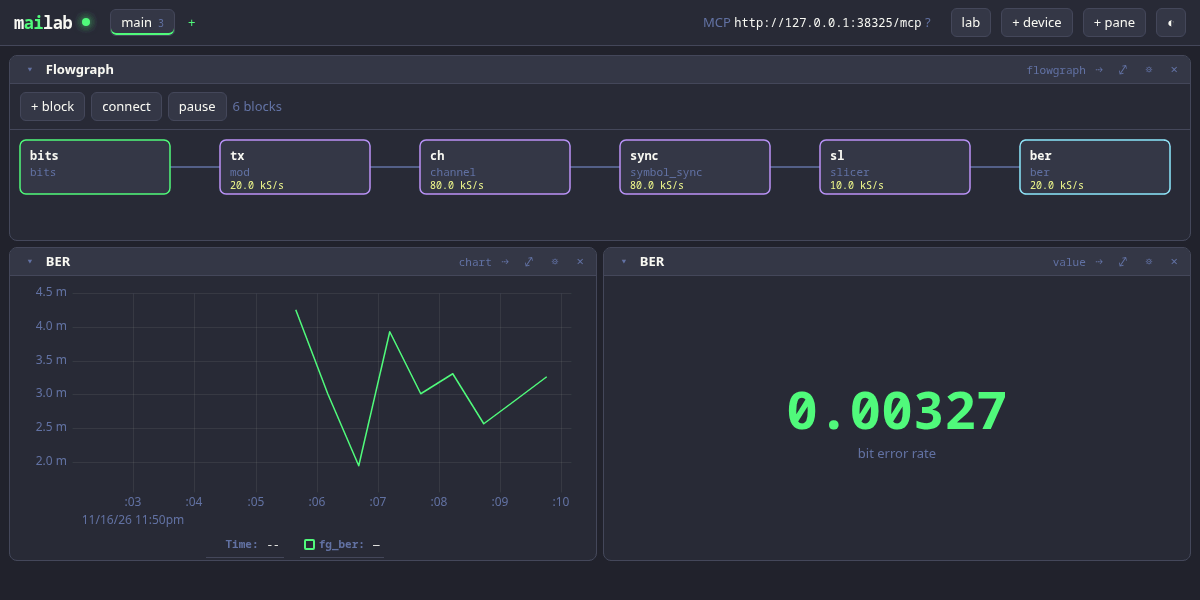 mailab main 3 + MCP http://127.0.0.1:38325/mcp ? lab + device + pane
Flowgraph flowgraph
+ block connect pause 6 blocks
bits
bits
tx
mod
20.0 kS/s
ch
channel
80.0 kS/s
sync
symbol_sync
80.0 kS/s
sl
slicer
10.0 kS/s
ber
ber
20.0 kS/s
BER chart
4.5 m
4.0 m
3.5 m
3.0 m
2.5 m
2.0 m
:03 :04 :05 :06 :07 :08 :09 :10
11/16/26 11:50pm
Time: -- fg_ber: —
BER value
0.00327
bit error rate